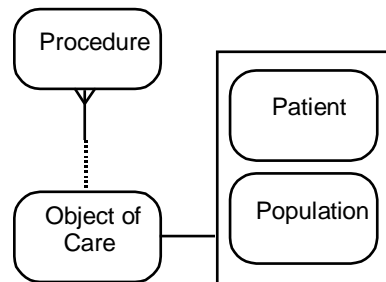 Procedure
Patient
Population
Object of
Care